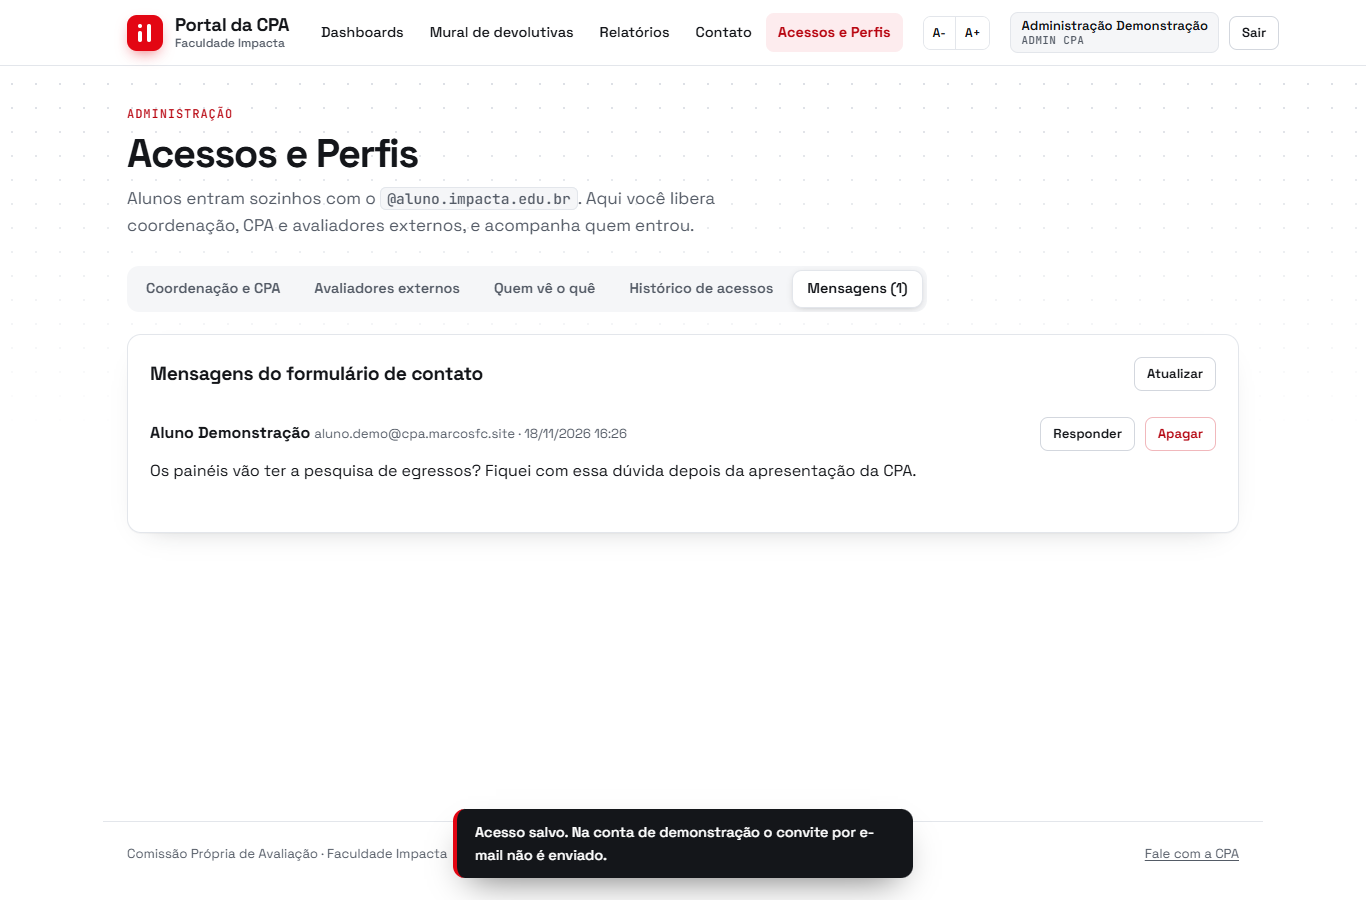 Portal da CPA
Faculdade Impacta
Dashboards
Mural de devolutivas
Relatórios
Contato
Acessos e Perfis
A-
A+
Administração Demonstração
ADMIN CPA
Sair
ADMINISTRAÇÃO
Acessos e Perfis
Alunos entram sozinhos com o @aluno.impacta.edu.br. Aqui você libera
coordenação, CPA e avaliadores externos, e acompanha quem entrou.
Coordenação e CPA
Avaliadores externos
Quem vê o quê
Histórico de acessos
Mensagens (1)
Mensagens do formulário de contato
Atualizar
Aluno Demonstração aluno.demo@cpa.marcosfc.site · 18/11/2026 16:26
Responder
Apagar
Os painéis vão ter a pesquisa de egressos? Fiquei com essa dúvida depois da apresentação da CPA.
Acesso salvo. Na conta de demonstração o convite por e-
mail não é enviado.
Comissão Própria de Avaliação · Faculdade Impacta
Fale com a CPA